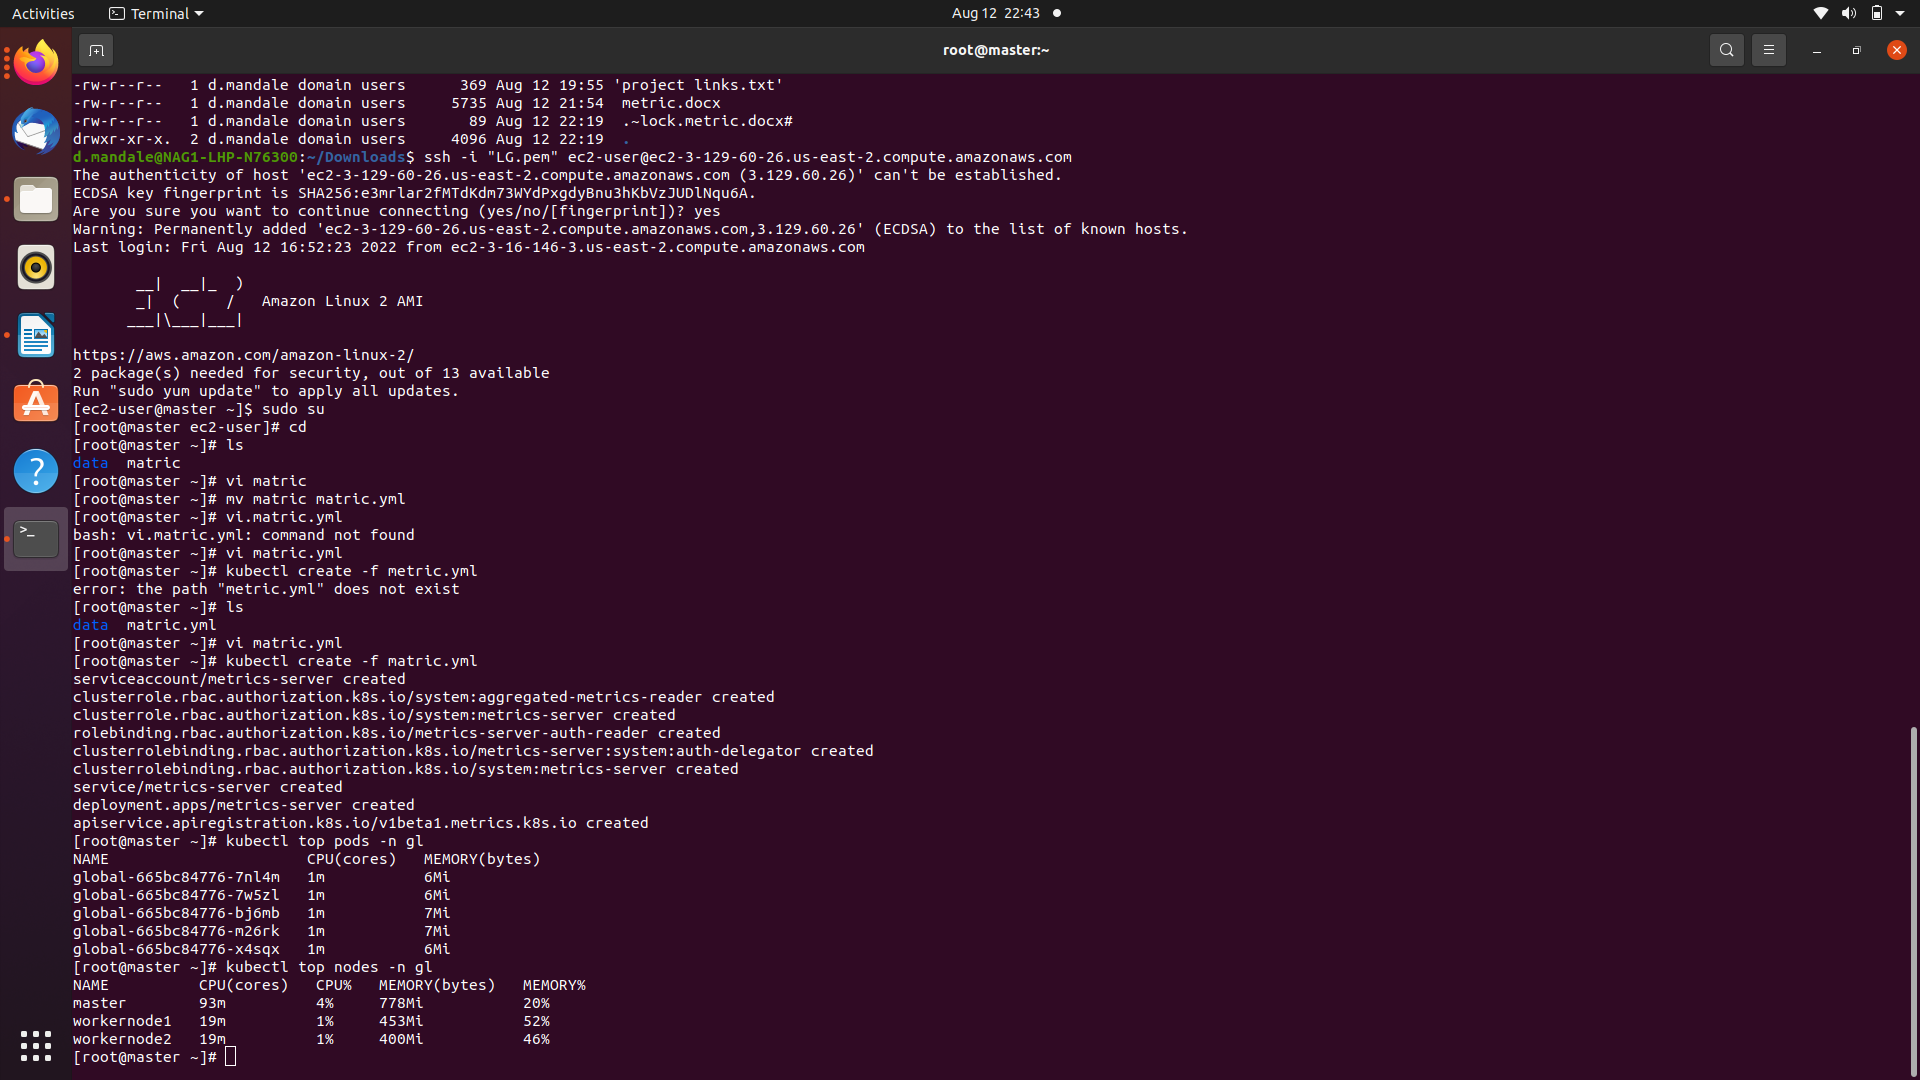 Activities
Terminal
Aug 12 22:43
root@master:~
-rw-r--r--   1 d.mandale domain users      369 Aug 12 19:55 'project links.txt'
-rw-r--r--   1 d.mandale domain users     5735 Aug 12 21:54  metric.docx
-rw-r--r--   1 d.mandale domain users       89 Aug 12 22:19  .~lock.metric.docx#
drwxr-xr-x.  2 d.mandale domain users     4096 Aug 12 22:19  .
d.mandale@NAG1-LHP-N76300:~/Downloads$ ssh -i "LG.pem" ec2-user@ec2-3-129-60-26.us-east-2.compute.amazonaws.com
The authenticity of host 'ec2-3-129-60-26.us-east-2.compute.amazonaws.com (3.129.60.26)' can't be established.
ECDSA key fingerprint is SHA256:e3mrlar2fMTdKdm73WYdPxgdyBnu3hKbVzJUDlNqu6A.
Are you sure you want to continue connecting (yes/no/[fingerprint])? yes
Warning: Permanently added 'ec2-3-129-60-26.us-east-2.compute.amazonaws.com,3.129.60.26' (ECDSA) to the list of known hosts.
Last login: Fri Aug 12 16:52:23 2022 from ec2-3-16-146-3.us-east-2.compute.amazonaws.com
       __|  __|_  )
       _|  (     /   Amazon Linux 2 AMI
      ___|\___|___|
https://aws.amazon.com/amazon-linux-2/
2 package(s) needed for security, out of 13 available
Run "sudo yum update" to apply all updates.
[ec2-user@master ~]$ sudo su
[root@master ec2-user]# cd
[root@master ~]# ls
data  matric
[root@master ~]# vi matric
[root@master ~]# mv matric matric.yml
[root@master ~]# vi.matric.yml
bash: vi.matric.yml: command not found
[root@master ~]# vi matric.yml
[root@master ~]# kubectl create -f metric.yml
error: the path "metric.yml" does not exist
[root@master ~]# ls
data  matric.yml
[root@master ~]# vi matric.yml
[root@master ~]# kubectl create -f matric.yml
serviceaccount/metrics-server created
clusterrole.rbac.authorization.k8s.io/system:aggregated-metrics-reader created
clusterrole.rbac.authorization.k8s.io/system:metrics-server created
rolebinding.rbac.authorization.k8s.io/metrics-server-auth-reader created
clusterrolebinding.rbac.authorization.k8s.io/metrics-server:system:auth-delegator created
clusterrolebinding.rbac.authorization.k8s.io/system:metrics-server created
service/metrics-server created
deployment.apps/metrics-server created
apiservice.apiregistration.k8s.io/v1beta1.metrics.k8s.io created
[root@master ~]# kubectl top pods -n gl
NAME                      CPU(cores)   MEMORY(bytes)
global-665bc84776-7nl4m   1m           6Mi
global-665bc84776-7w5zl   1m           6Mi
global-665bc84776-bj6mb   1m           7Mi
global-665bc84776-m26rk   1m           7Mi
global-665bc84776-x4sqx   1m           6Mi
[root@master ~]# kubectl top nodes -n gl
NAME          CPU(cores)   CPU%   MEMORY(bytes)   MEMORY%
master        93m          4%     778Mi           20%
workernode1   19m          1%     453Mi           52%
workernode2   19m          1%     400Mi           46%
[root@master ~]#